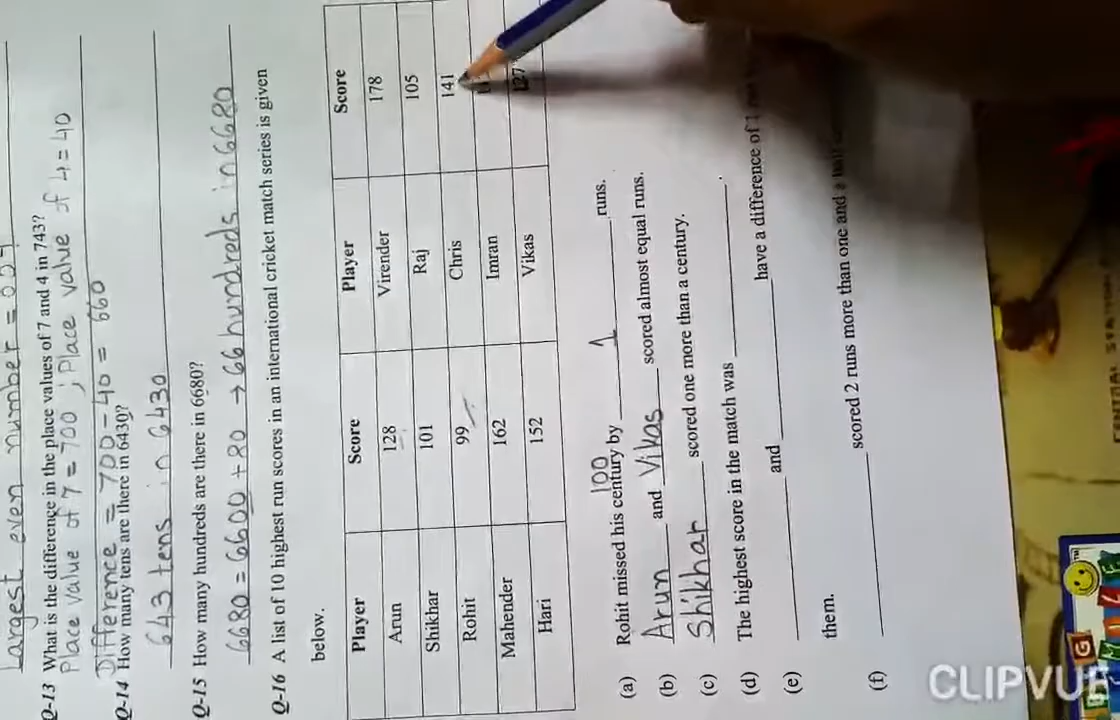 Largest even number =
Q-13 What is the difference in the place values of 7 and 4 in 743?
Place value of 7 = 700 ; Place value of 4 = 40
Difference = 700 - 40 = 660
Q-14 How many tens are there in 6430?
643 tens in 6430
Q-15 How many hundreds are there in 6680?
6680 = 6600 + 80 → 66 hundreds in 6680
Q-16 A list of 10 highest run scores in an international cricket match series is given
below.
Player Score Player Score
Arun 128 Virender 178
Shikhar 101 Raj 105
Rohit 99 Chris 141
Mahender 162 Imran
Hari 152 Vikas 127
100
(a) Rohit missed his century by 1 runs.
(b) Arun and Vikas scored almost equal runs.
(c) Shikhar scored one more than a century.
(d) The highest score in the match was .
(e) and have a difference of 1
them.
(f) scored 2 runs more than one and a half
CLIPVUE